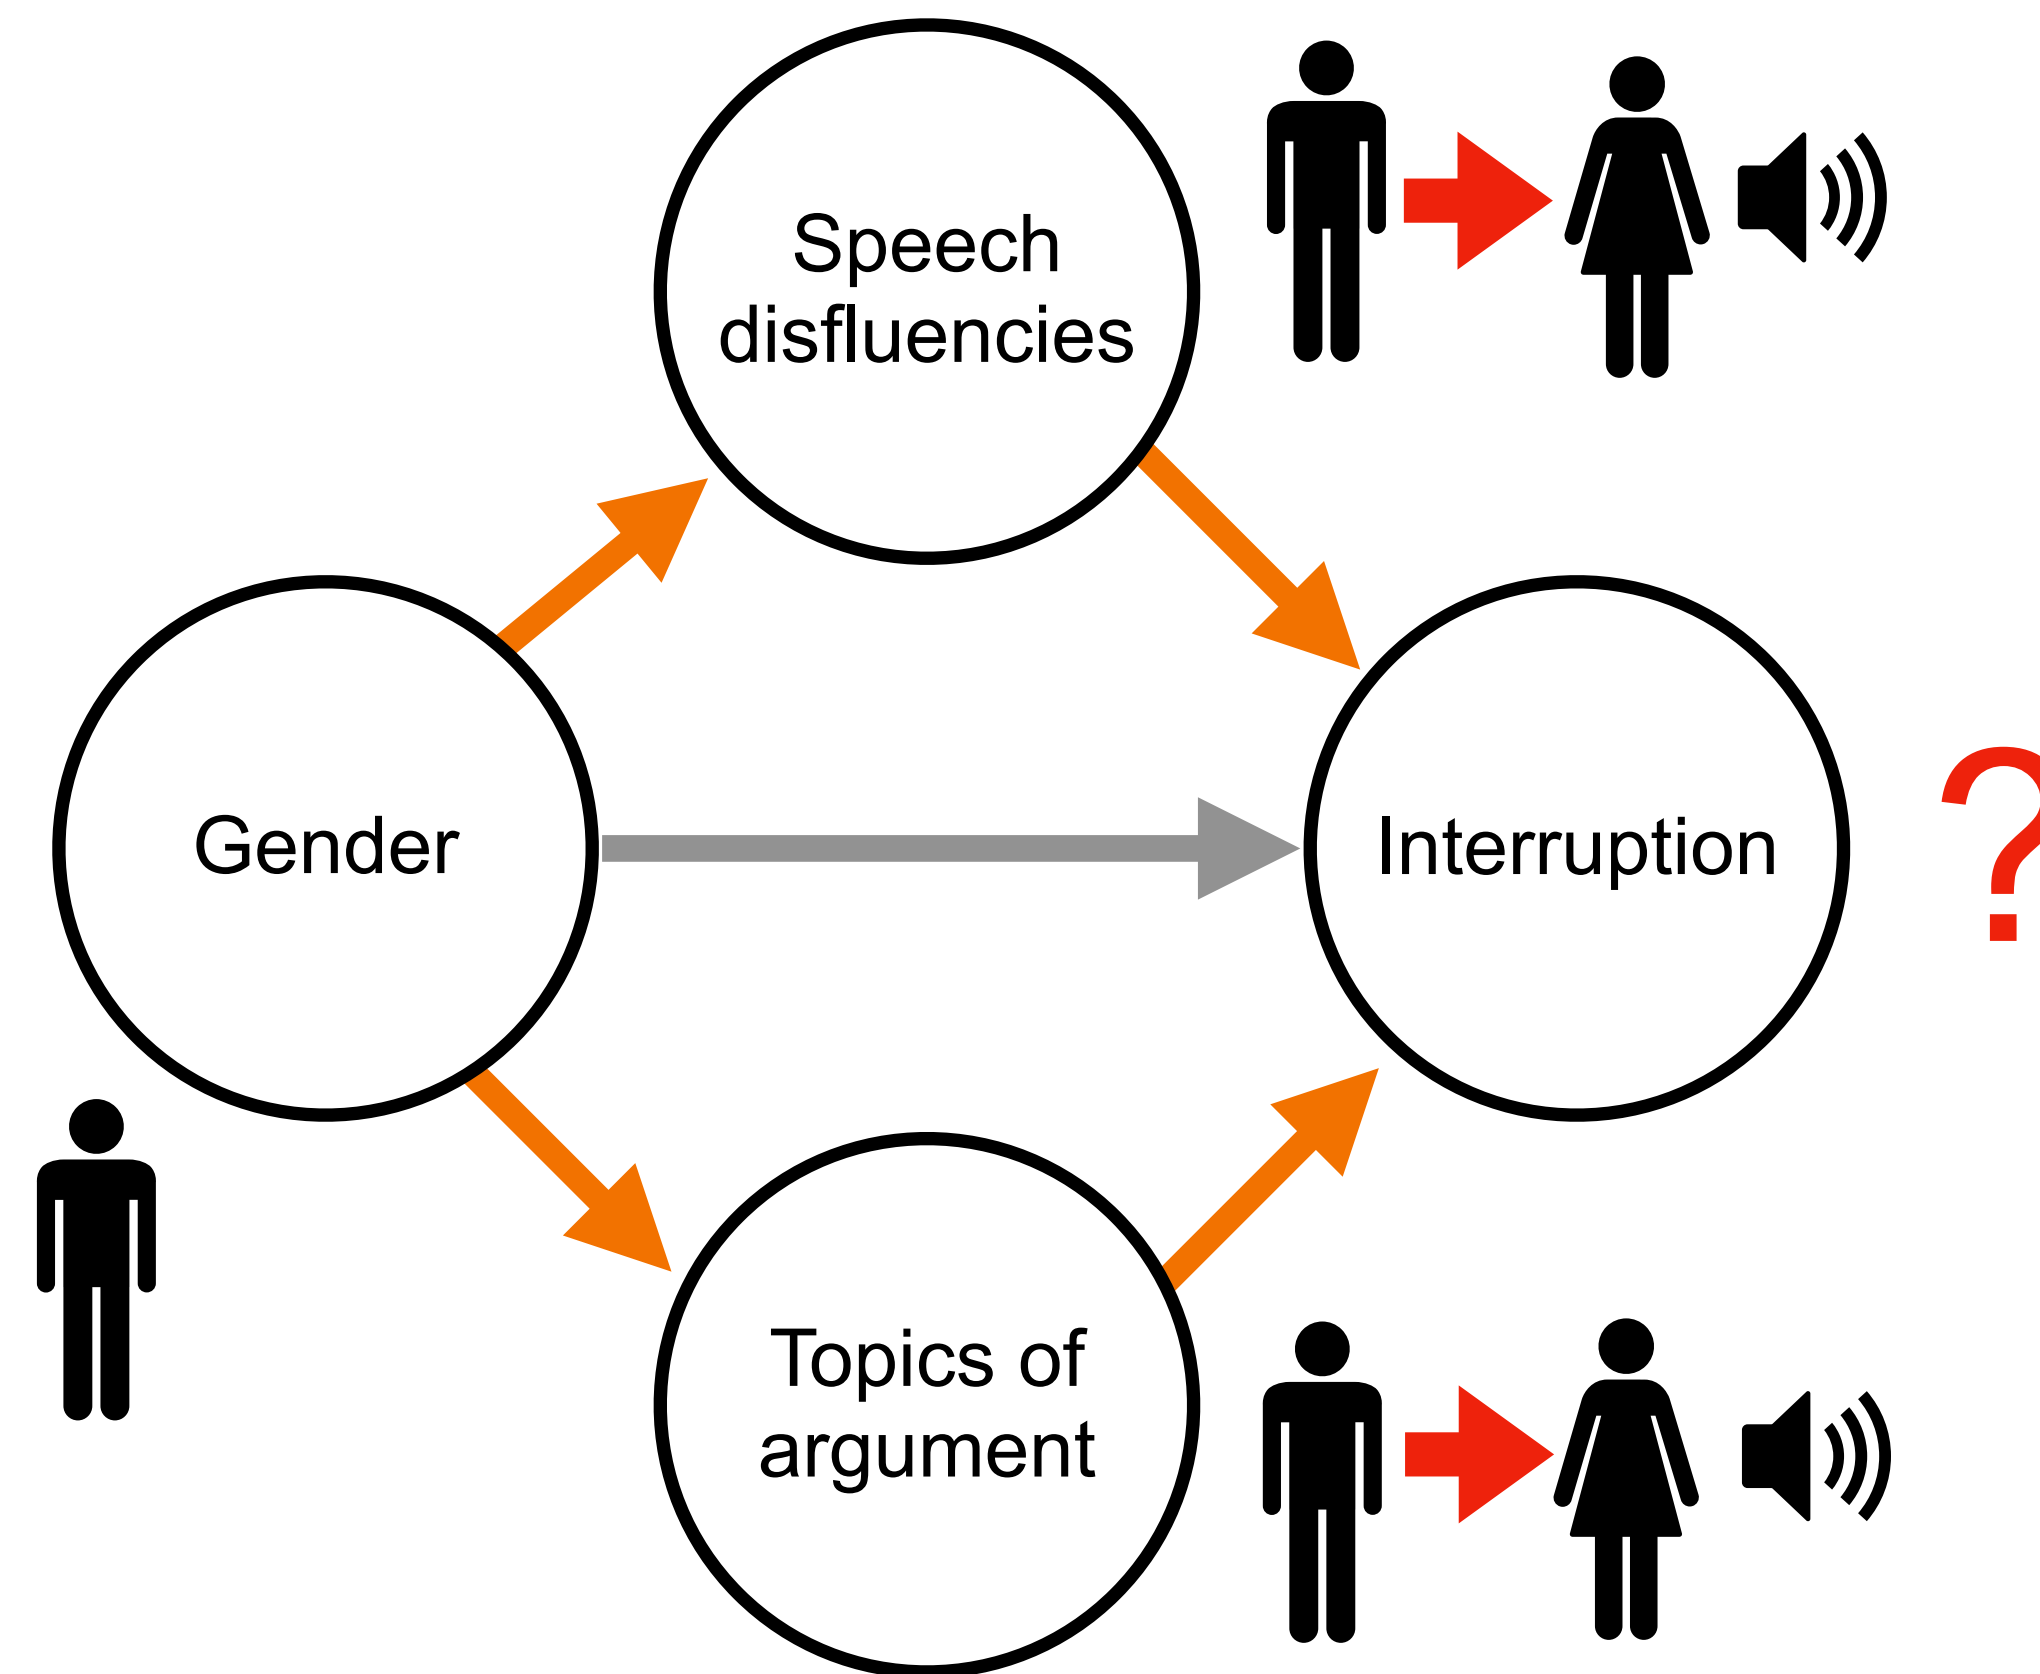 Speech
disfluencies
Gender
Interruption
?
Topics of
argument